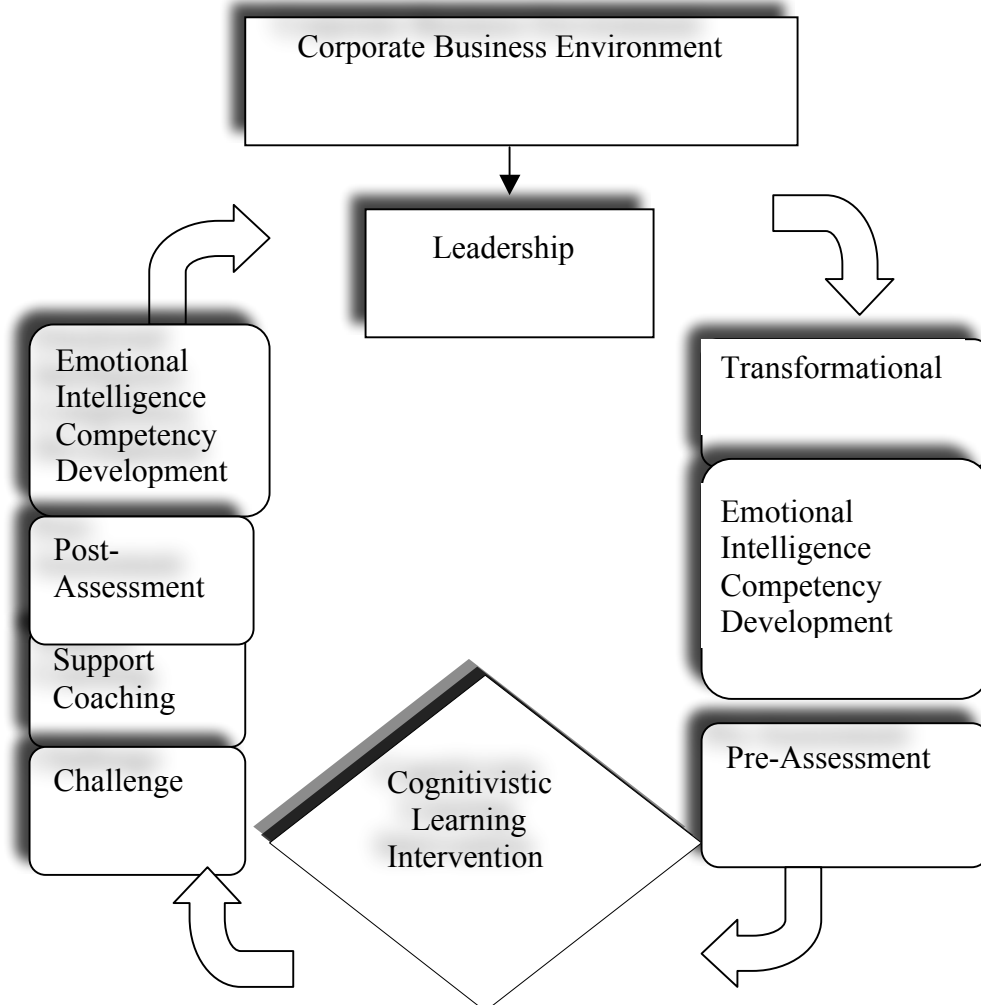 Corporate Business Environment
Leadership
Emotional
Intelligence
Competency
Development
Post-
Assessment
Support
Coaching
Challenge
Transformational
Emotional
Intelligence
Competency
Development
Pre-Assessment
Cognitivistic
Learning
Intervention